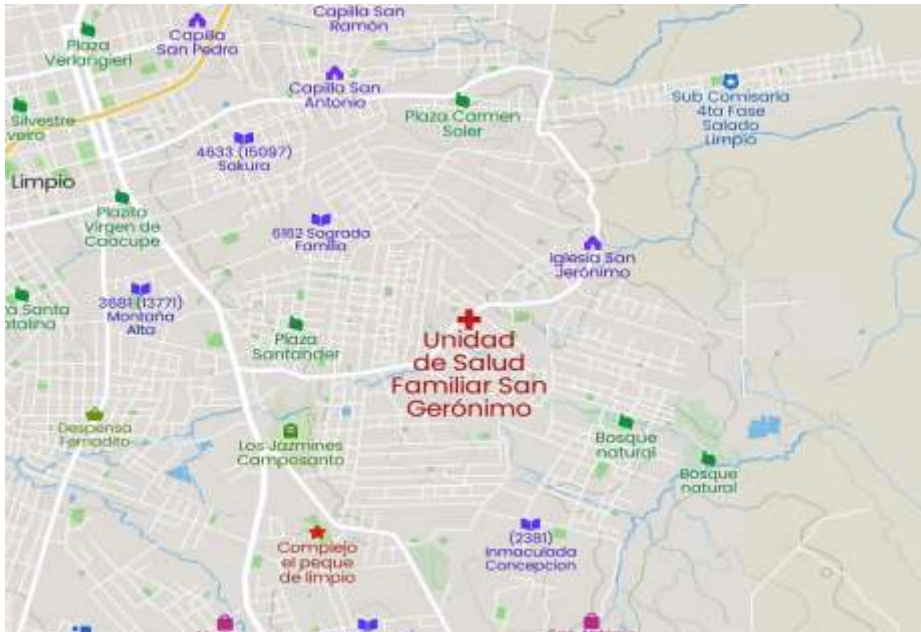 Capilla San
Ramón
Capilla
San Pedro
Plaza
Verlangieri
Capilla San
Antonio
Sub Comisaria
4ta Fase
Salado
Limpio
Plaza Carmen
Soler
Silvestre
4633 (15097)
Sakura
Limpio
Plazita
Virgen de
Caacupe
6162 Sagrada
Familia
Iglesia San
Jerónimo
3681 (13771)
Montaña
Alta
Santa
Plaza
Santander
Unidad
de Salud
Familiar San
Gerónimo
Despensa
Fernadito
Los Jazmines
Camposanto
Bosque
natural
Bosque
natural
Complejo
el peque
de limpio
(2381)
Inmaculada
Concepcion